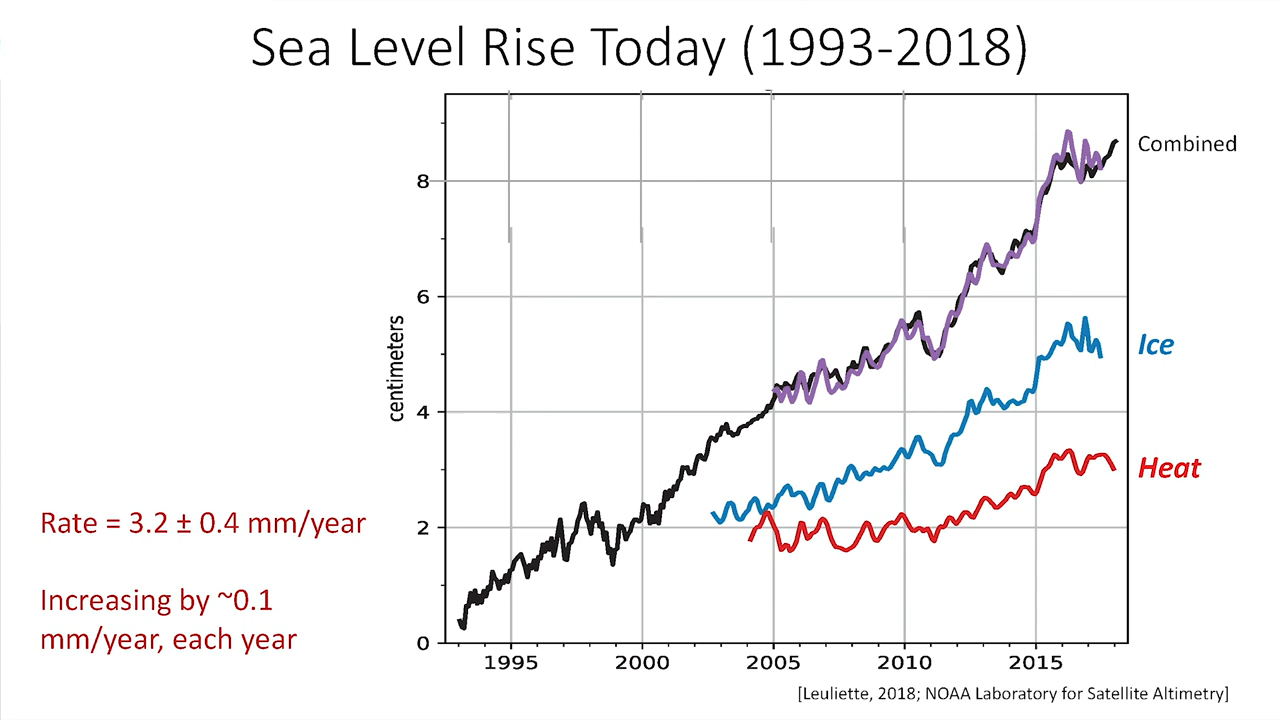 Sea Level Rise Today (1993-2018)
Combined
8
6
centimeters
Ice
4
Heat
Rate = 3.2 ± 0.4 mm/year
2
Increasing by ~0.1
mm/year, each year
0
1995 2000 2005 2010 2015
[Leuliette, 2018; NOAA Laboratory for Satellite Altimetry]